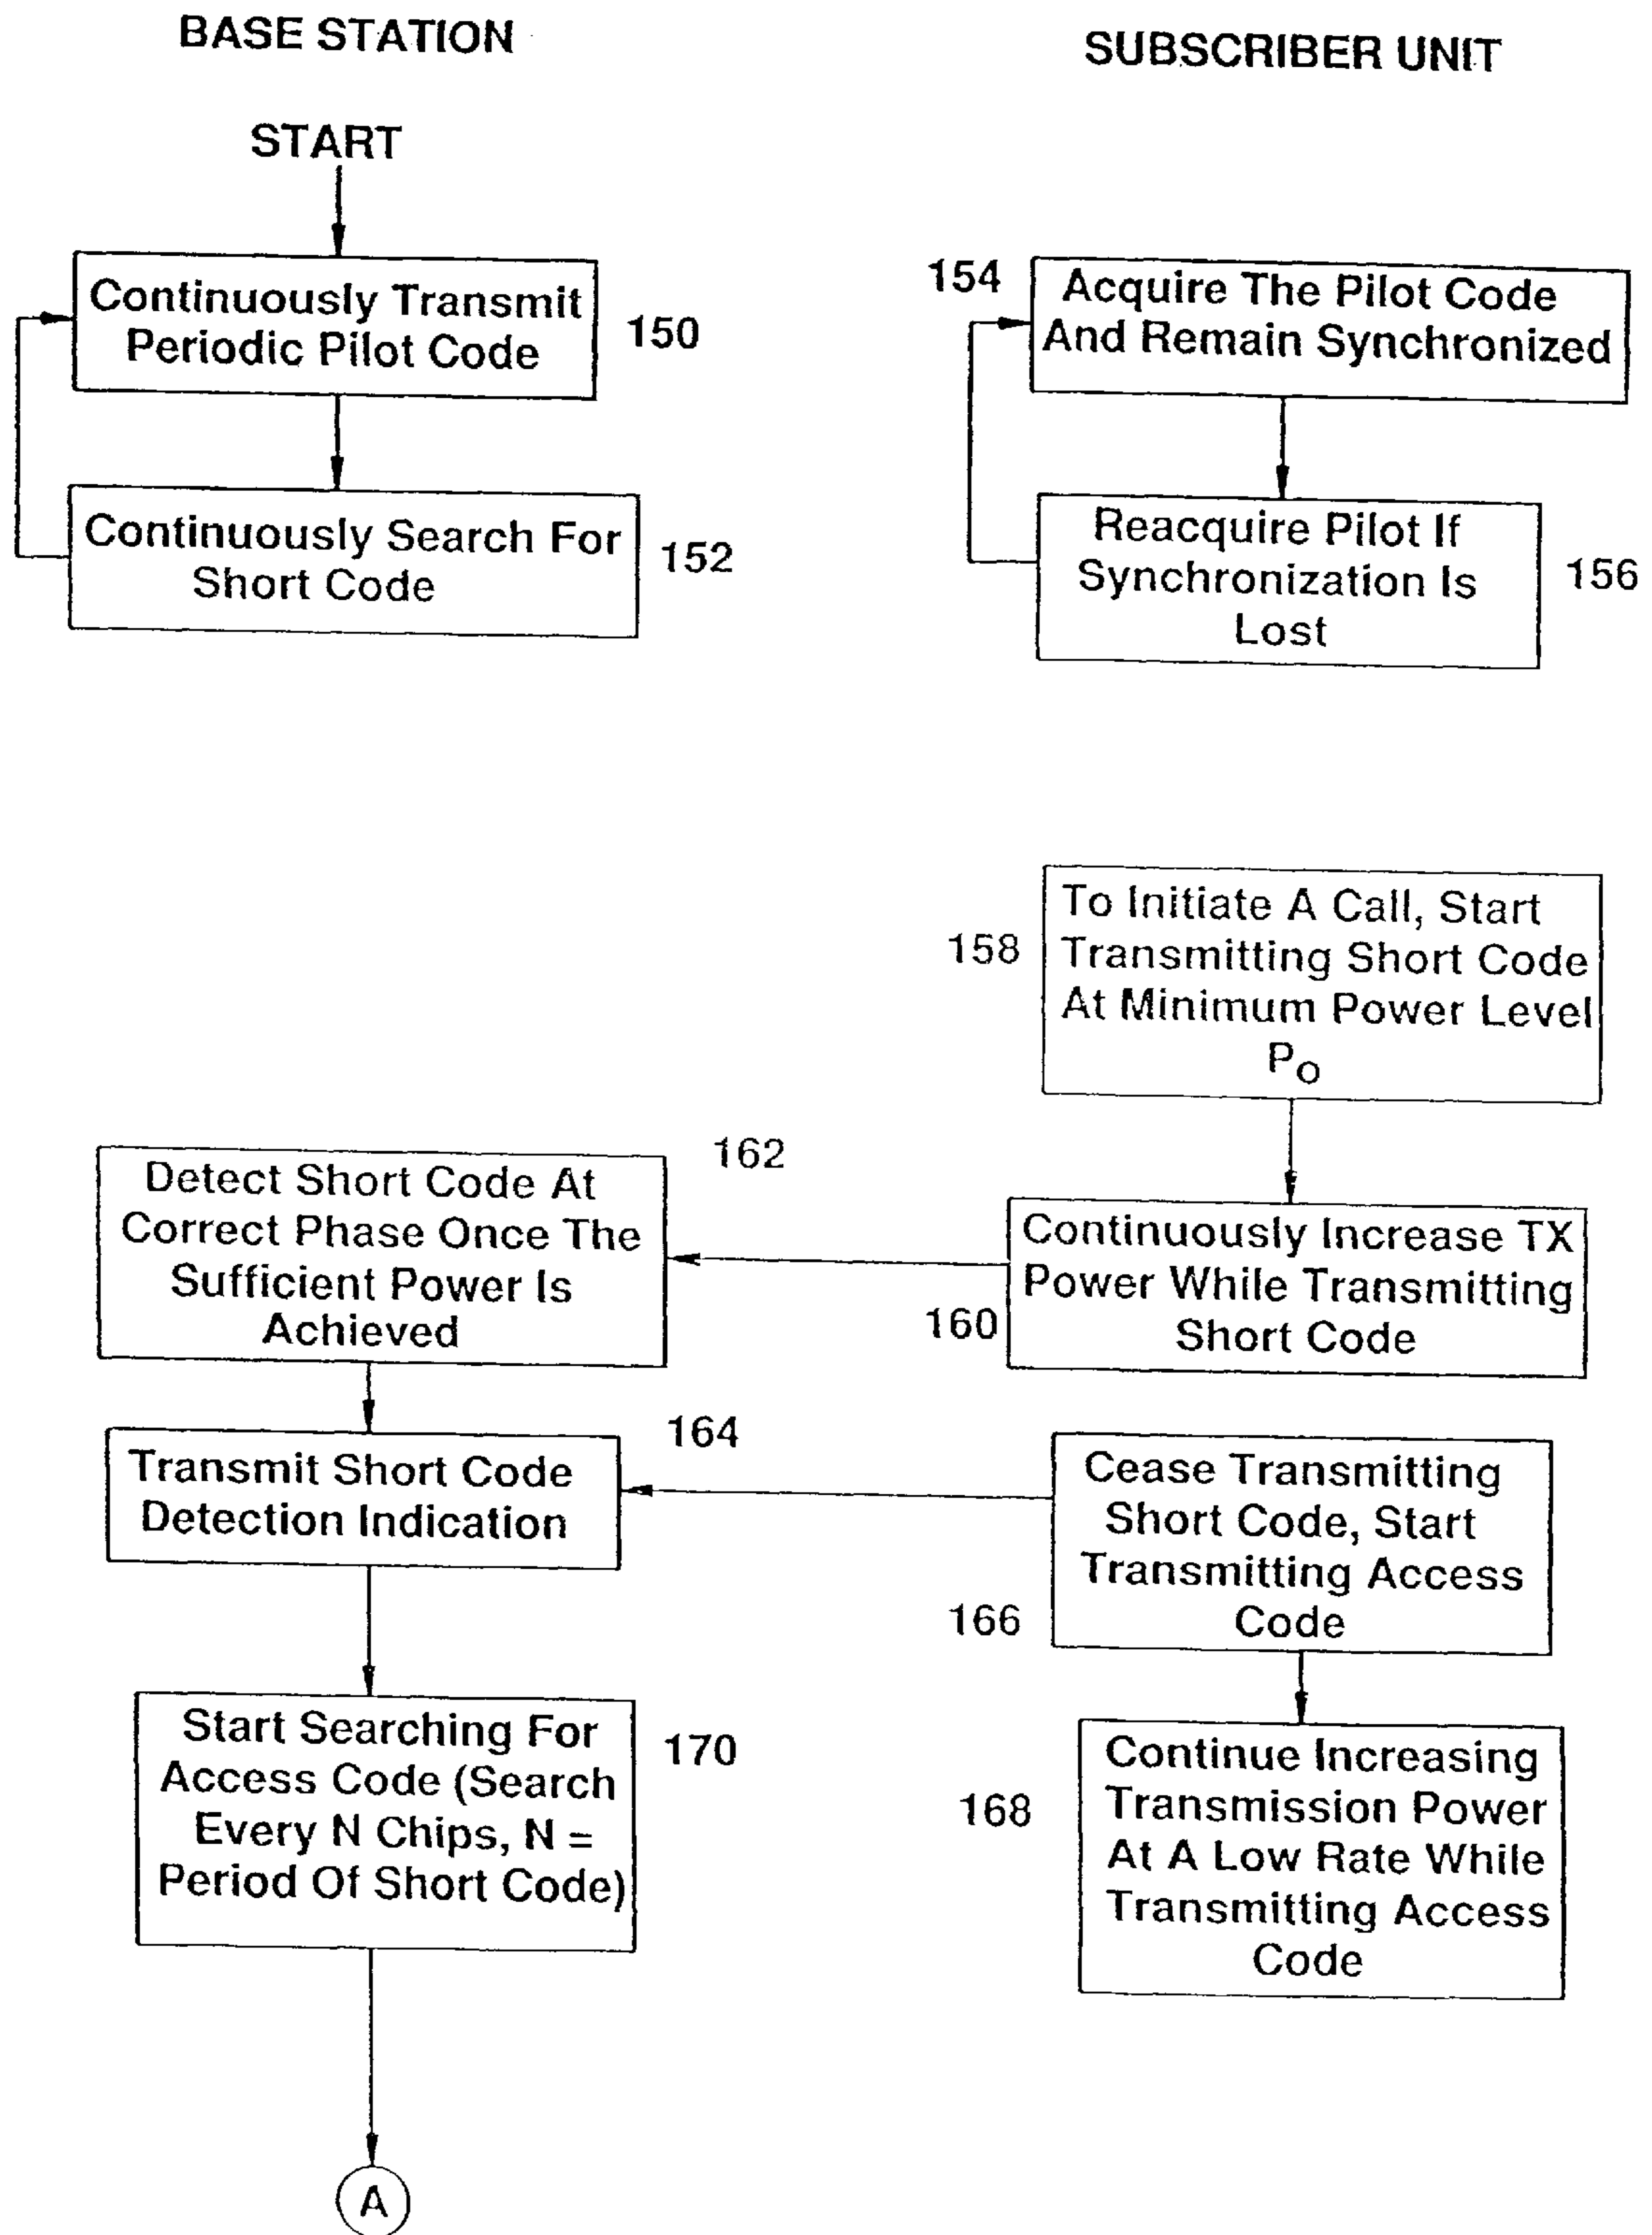 BASE STATION
SUBSCRIBER UNIT
START
Continuously Transmit
Periodic Pilot Code
150
154
Acquire The Pilot Code
And Remain Synchronized
Continuously Search For
Short Code
152
Reacquire Pilot If
Synchronization Is
Lost
156
158
To Initiate A Call, Start
Transmitting Short Code
At Minimum Power Level
PO
162
Detect Short Code At
Correct Phase Once The
Sufficient Power Is
Achieved
Continuously Increase TX
Power While Transmitting
Short Code
160
164
Transmit Short Code
Detection Indication
Cease Transmitting
Short Code, Start
Transmitting Access
Code
166
Start Searching For
Access Code (Search
Every N Chips, N =
Period Of Short Code)
170
168
Continue Increasing
Transmission Power
At A Low Rate While
Transmitting Access
Code
A